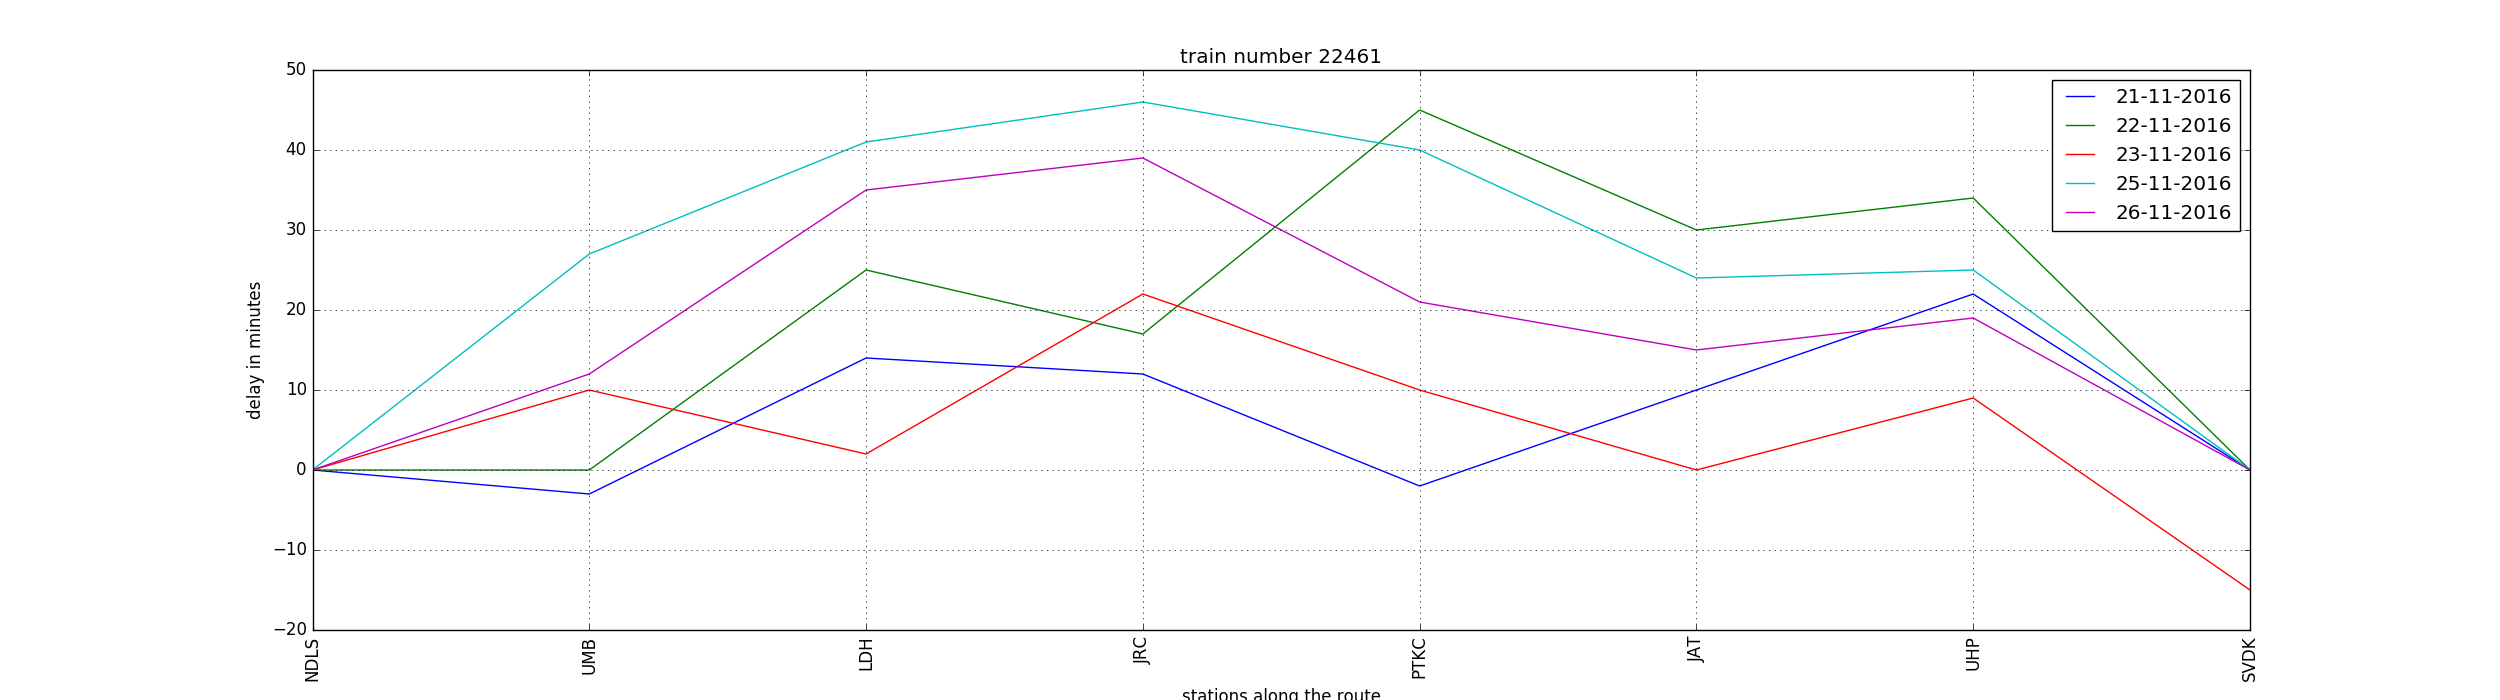 train number 22461
50
40
30
20
10
0
−10
−20
delay in minutes
21-11-2016
22-11-2016
23-11-2016
25-11-2016
26-11-2016
NDLS
UMB
LDH
JRC
PTKC
JAT
UHP
SVDK
stations along the route